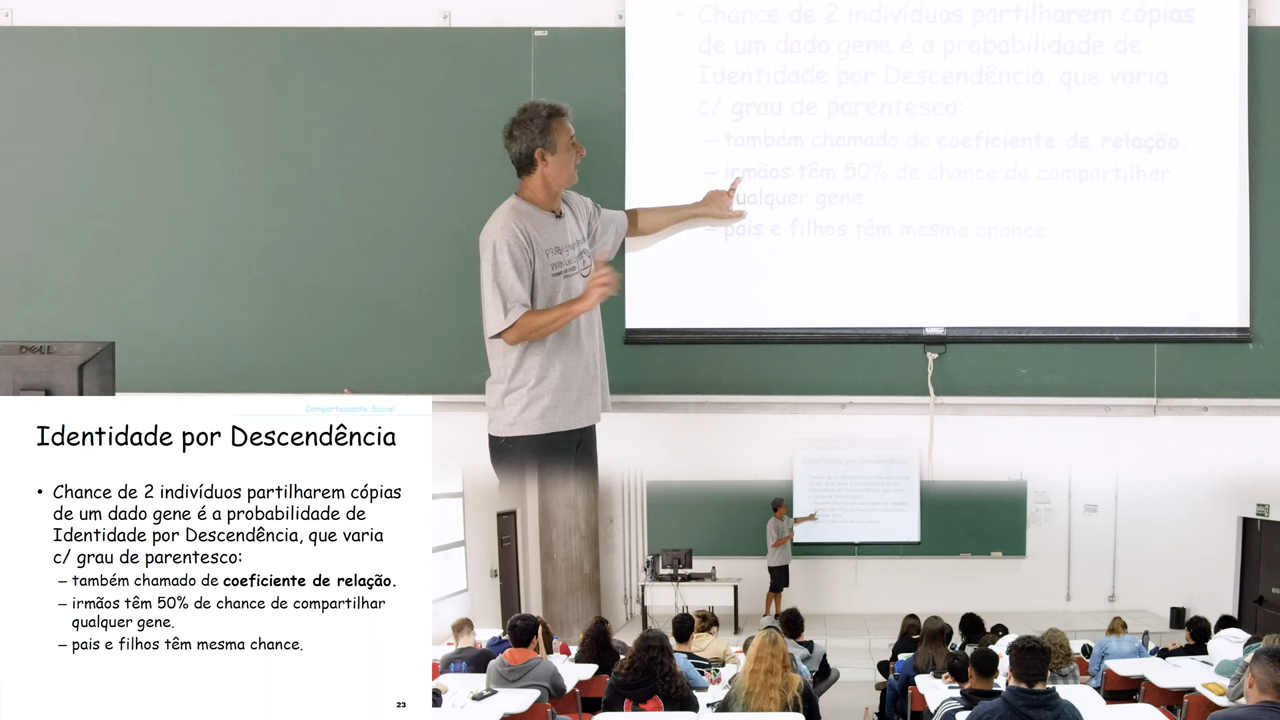 Chance de 2 indivíduos partilharem cópias
de um dado gene é a probabilidade de
Identidade por Descendência, que varia
c/ grau de parentesco:
– também chamado de coeficiente de relação.
– irmãos têm 50% de chance de compartilhar
ualquer gene.
– pais e filhos têm mesma chance.
DELL
Comportamento Social
Identidade por Descendência
• Chance de 2 indivíduos partilharem cópias
de um dado gene é a probabilidade de
Identidade por Descendência, que varia
c/ grau de parentesco:
– também chamado de coeficiente de relação.
– irmãos têm 50% de chance de compartilhar
qualquer gene.
– pais e filhos têm mesma chance.
23